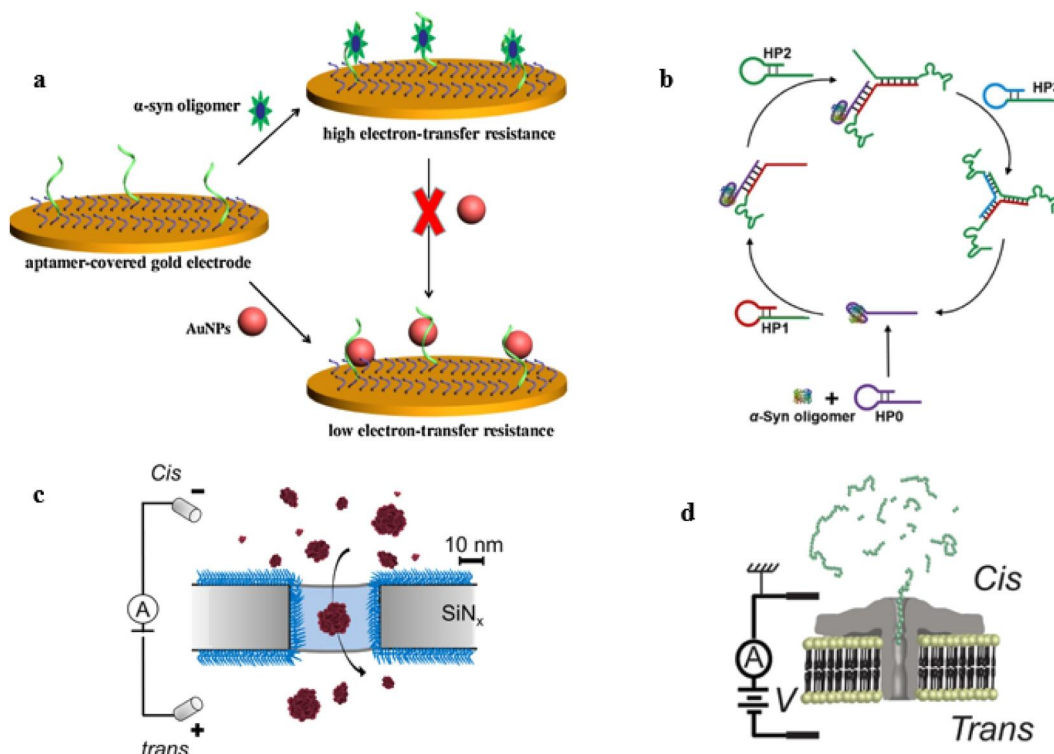 a
α-syn oligomer
high electron-transfer resistance
aptamer-covered gold electrode
AuNPs
low electron-transfer resistance
b
HP2
HP1
α-Syn oligomer
+
HP0
c
Cis
-
A
+
trans
10 nm
SiNx
d
Cis
A
V
Trans